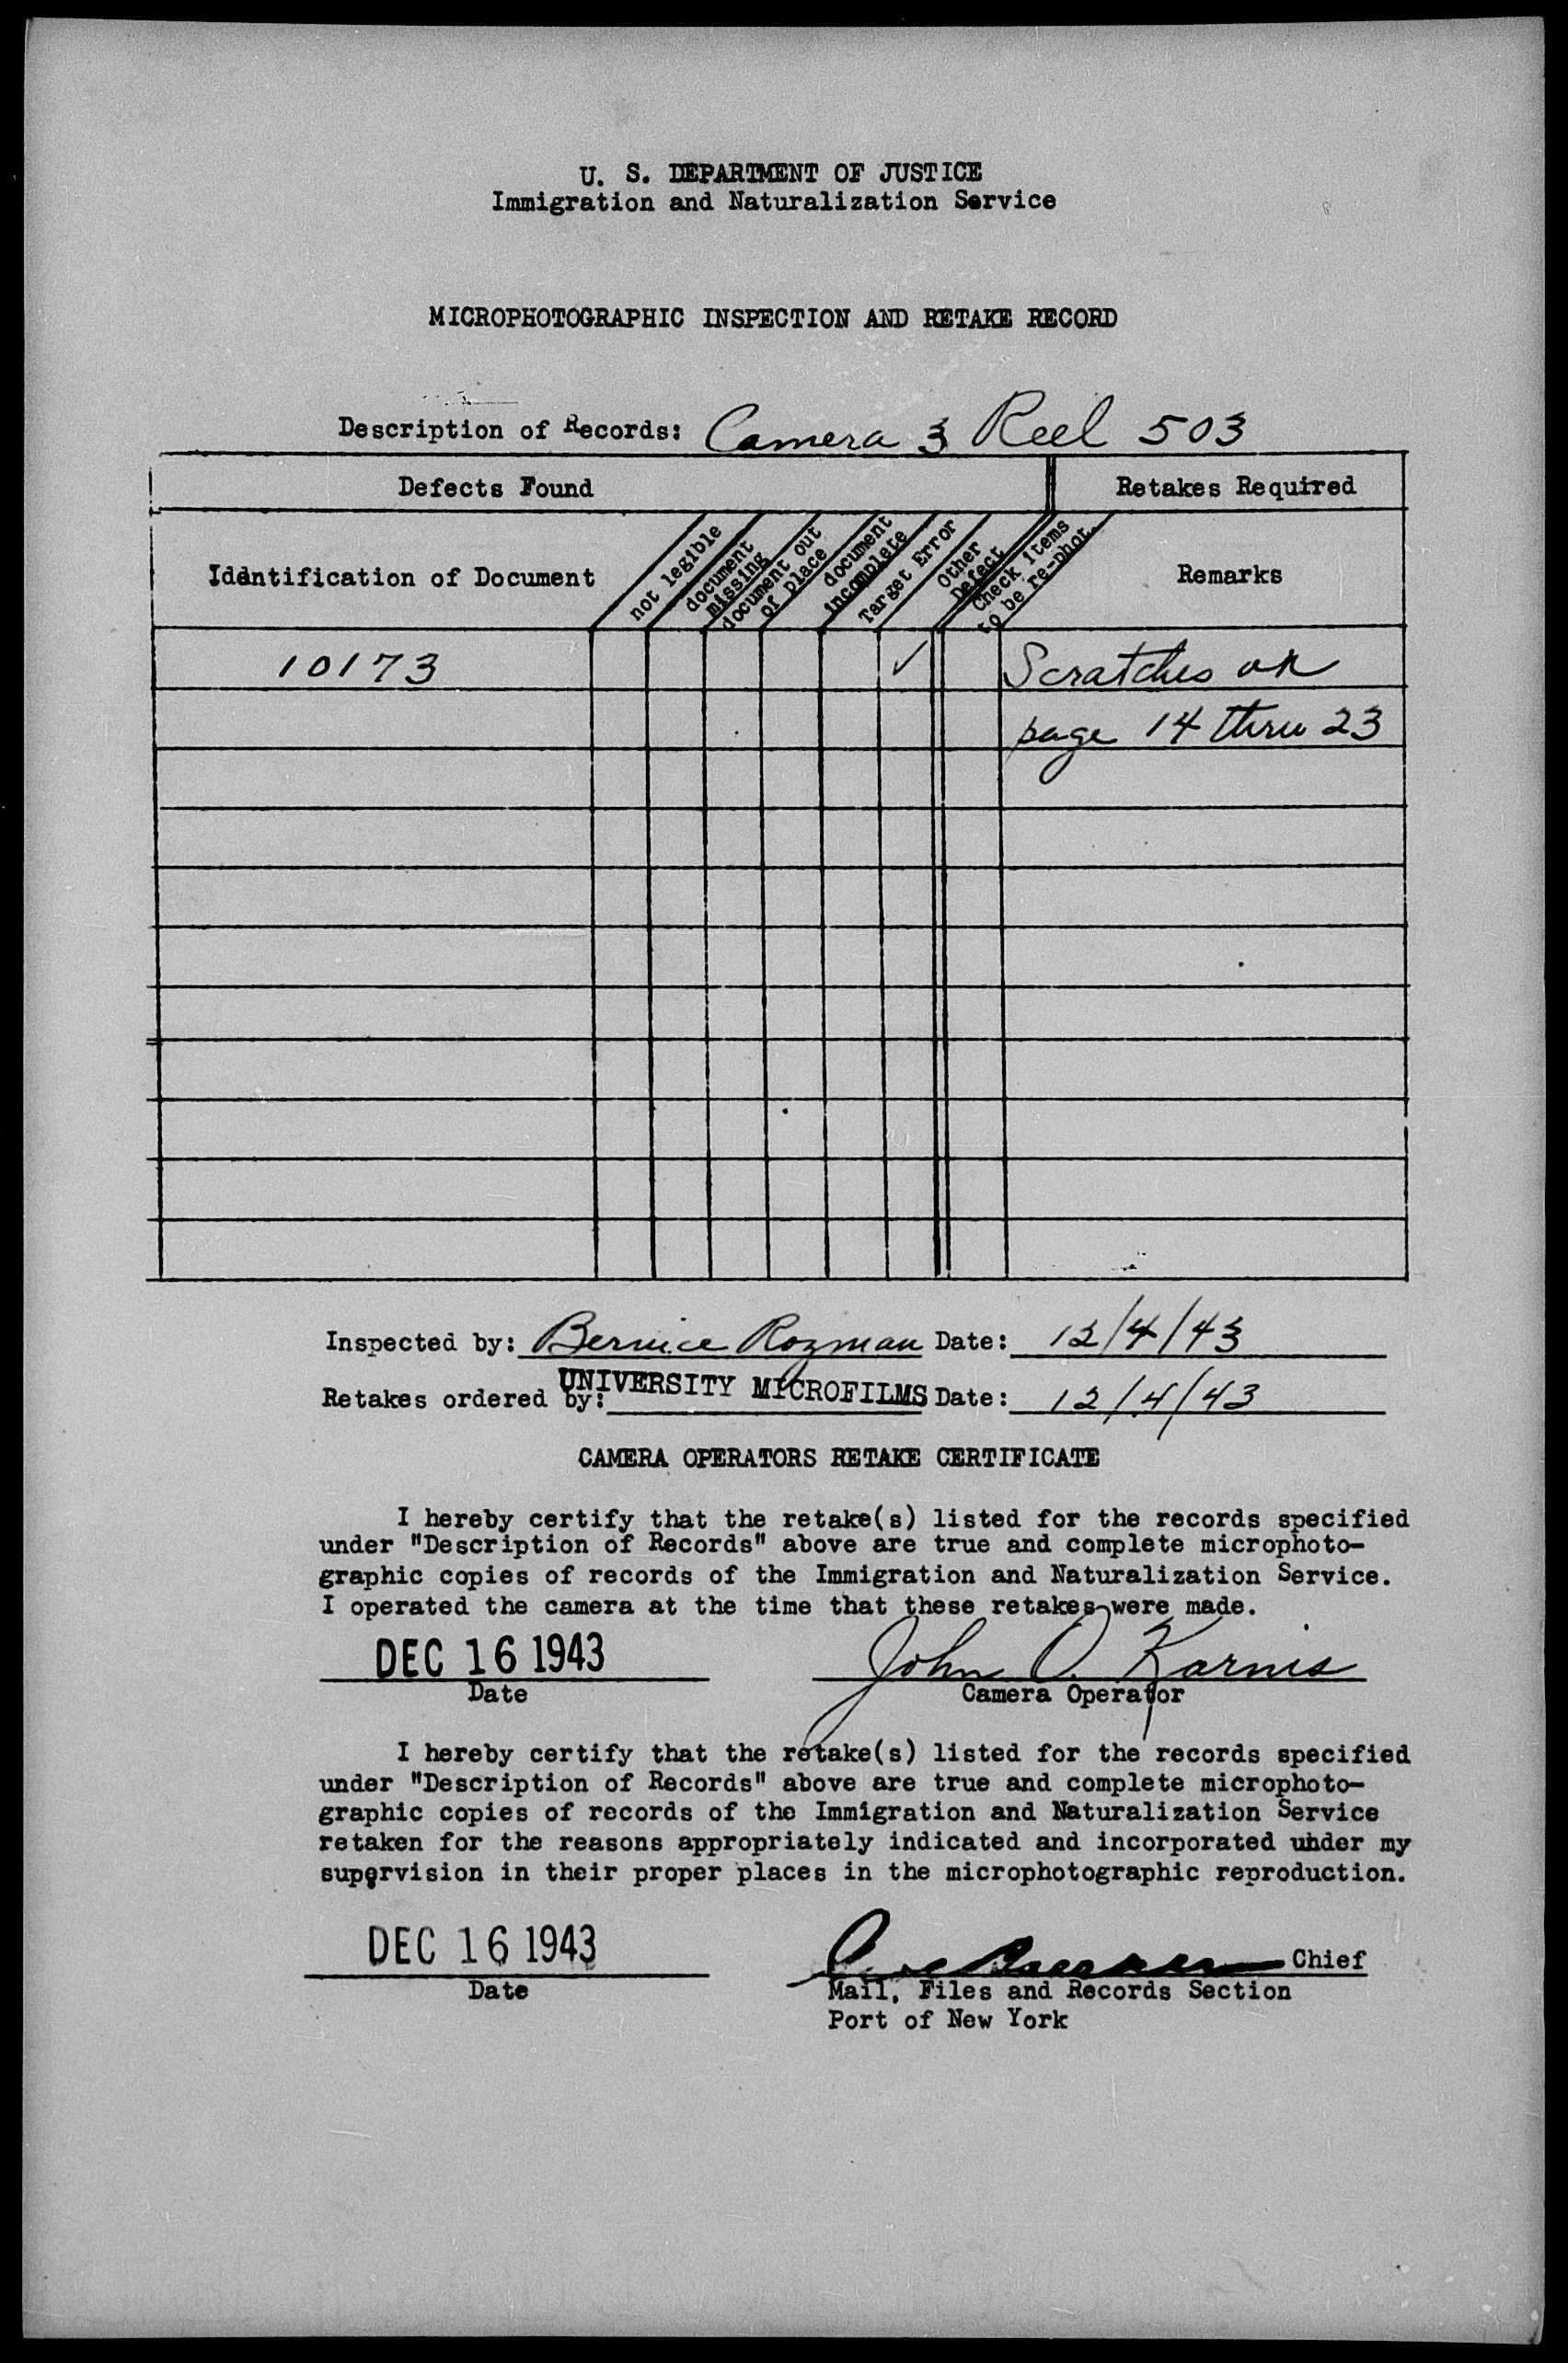 U. S. DEPARTMENT OF JUSTICE
Immigration and Naturalization Service
MICROPHOTOGRAPHIC INSPECTION AND RETAKE RECORD
Description of Records: Camera 3 Reel 503
Defects Found
Retakes Required
Identification of Document
not legible
document missing
document out of place
document incomplete
Target Error
Other Defect
Check items to be re-phot.
Remarks
10173 ✓ Scratches on
page 14 thru 23
Inspected by: Bernice Rozman Date: 12/4/43
Retakes ordered by: UNIVERSITY MICROFILMS Date: 12/4/43
CAMERA OPERATORS RETAKE CERTIFICATE
I hereby certify that the retake(s) listed for the records specified
under "Description of Records" above are true and complete microphoto-
graphic copies of records of the Immigration and Naturalization Service.
I operated the camera at the time that these retakes were made.
DEC 16 1943 John O. Karnis
Date Camera Operator
I hereby certify that the retake(s) listed for the records specified
under "Description of Records" above are true and complete microphoto-
graphic copies of records of the Immigration and Naturalization Service
retaken for the reasons appropriately indicated and incorporated under my
supervision in their proper places in the microphotographic reproduction.
DEC 16 1943 Chief
Date Mail, Files and Records Section
Port of New York